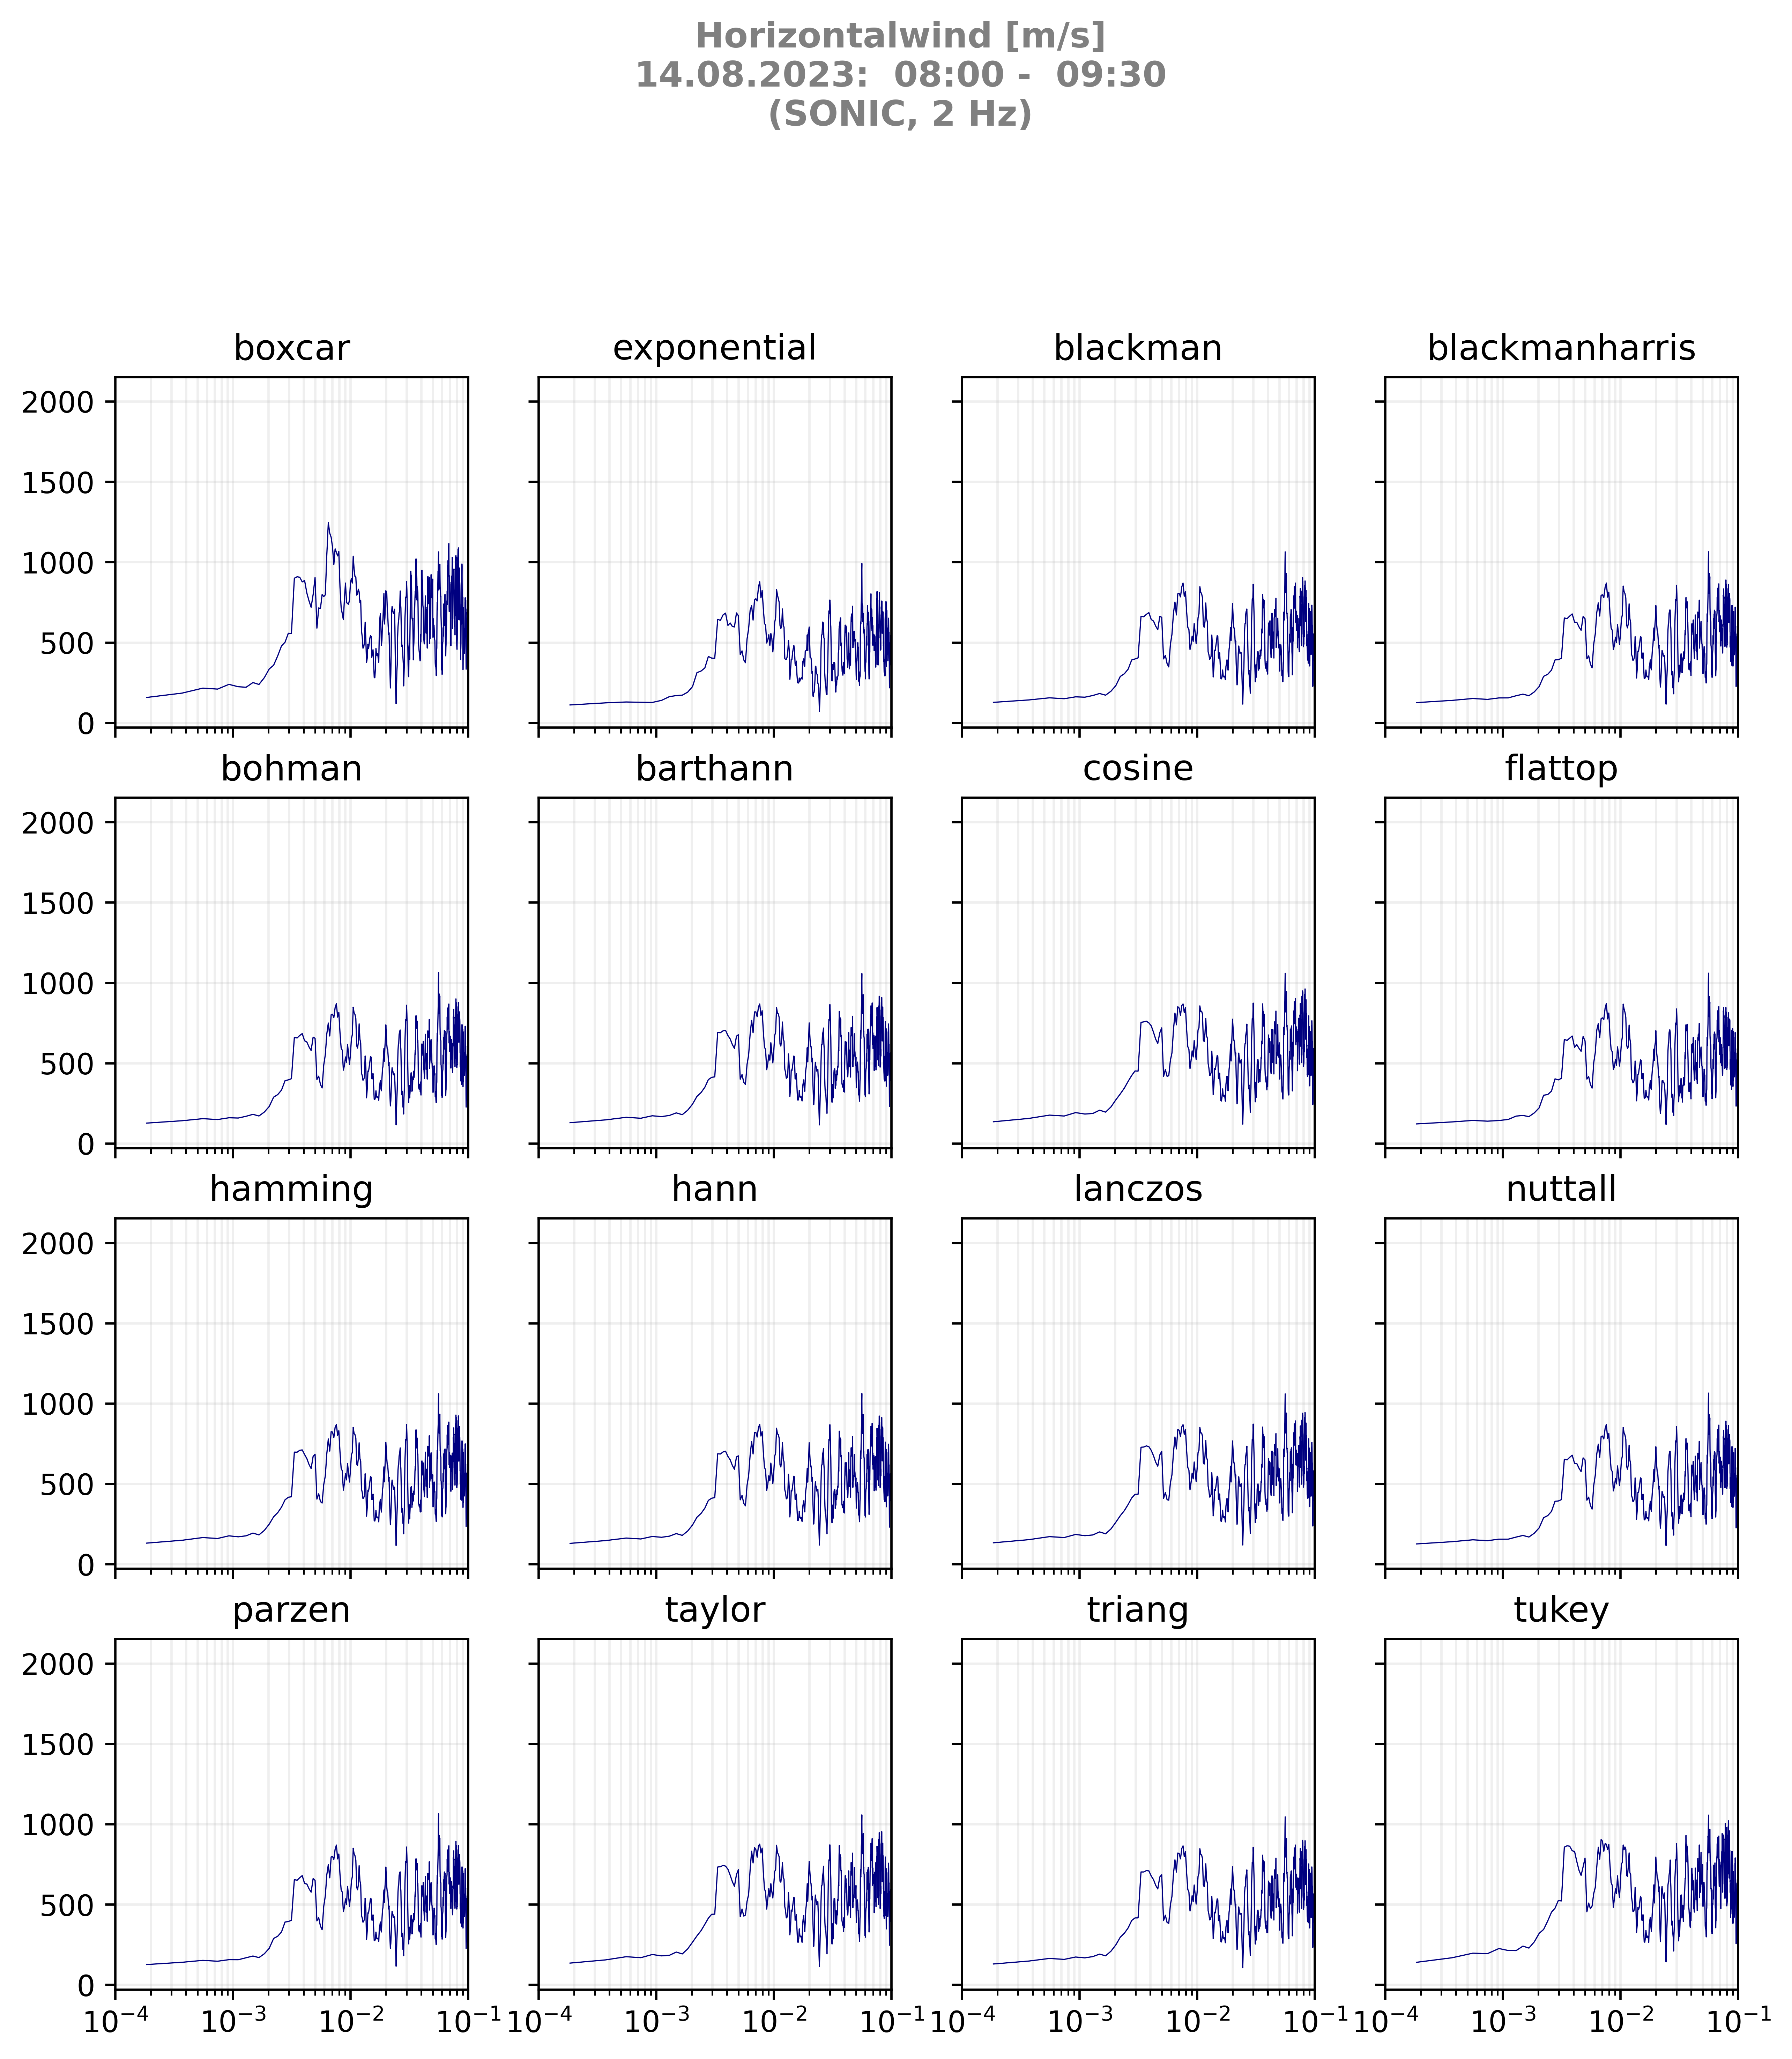 Horizontalwind [m/s]
14.08.2023:  08:00 -  09:30
(SONIC, 2 Hz)
boxcar exponential blackman blackmanharris
2000
1500
1000
500
0
bohman barthann cosine flattop
2000
1500
1000
500
0
hamming hann lanczos nuttall
2000
1500
1000
500
0
parzen taylor triang tukey
2000
1500
1000
500
0
10⁻⁴ 10⁻³ 10⁻² 10⁻¹ 10⁻⁴ 10⁻³ 10⁻² 10⁻¹ 10⁻⁴ 10⁻³ 10⁻² 10⁻¹ 10⁻⁴ 10⁻³ 10⁻² 10⁻¹